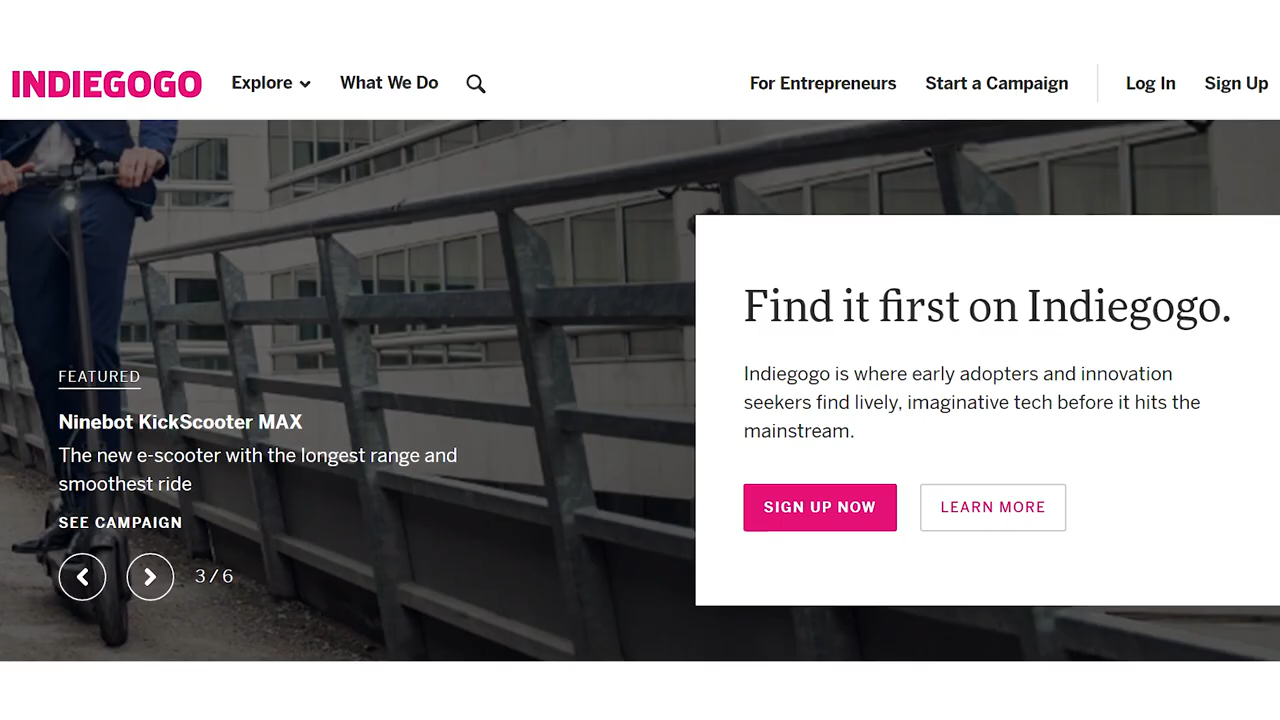 INDIEGOGO Explore What We Do For Entrepreneurs Start a Campaign Log In Sign Up
FEATURED
Ninebot KickScooter MAX
The new e-scooter with the longest range and
smoothest ride
SEE CAMPAIGN
3/6
Find it first on Indiegogo.
Indiegogo is where early adopters and innovation
seekers find lively, imaginative tech before it hits the
mainstream.
SIGN UP NOW LEARN MORE